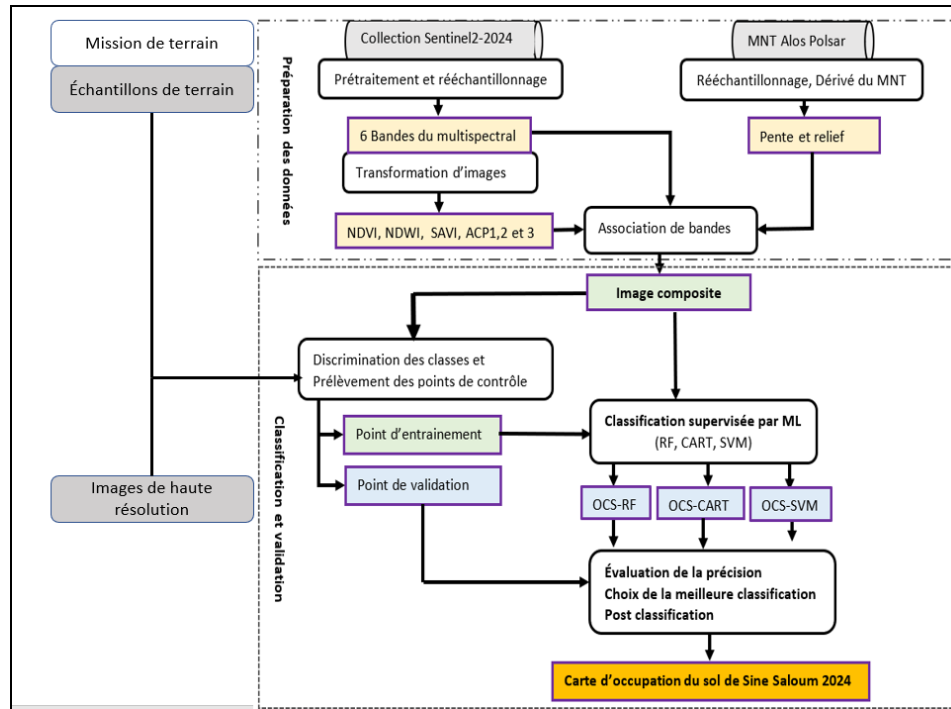 Mission de terrain
Échantillons de terrain
Images de haute
résolution
Préparation des données
Collection Sentinel2-2024
MNT Alos Polsar
Prétraitement et rééchantillonnage
Rééchantillonnage, Dérivé du MNT
6 Bandes du multispectral
Pente et relief
Transformation d'images
NDVI, NDWI, SAVI, ACP1,2 et 3
Association de bandes
Classification et validation
Image composite
Discrimination des classes et
Prélèvement des points de contrôle
Point d'entrainement
Classification supervisée par ML
(RF, CART, SVM)
Point de validation
OCS-RF
OCS-CART
OCS-SVM
Évaluation de la précision
Choix de la meilleure classification
Post classification
Carte d'occupation du sol de Sine Saloum 2024